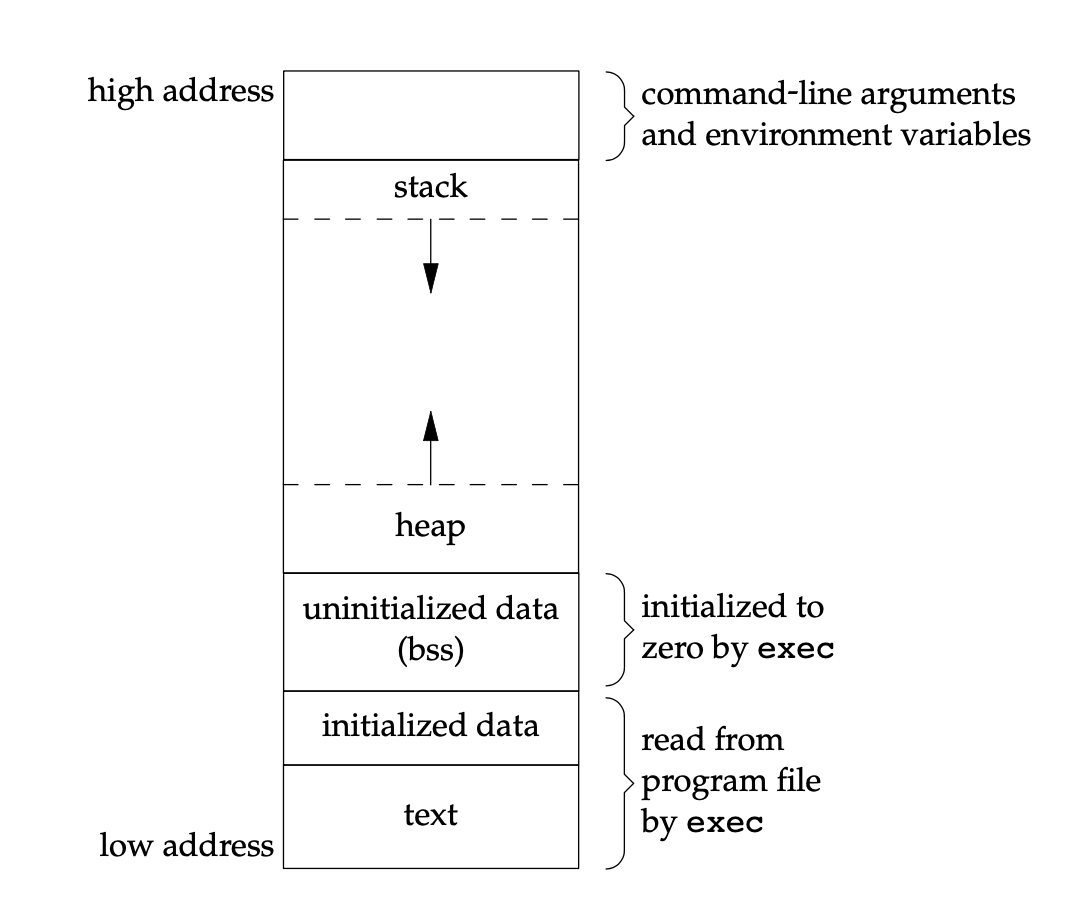 high address
command-line arguments
and environment variables
stack
heap
uninitialized data
(bss)
initialized to
zero by exec
initialized data
read from
program file
by exec
text
low address